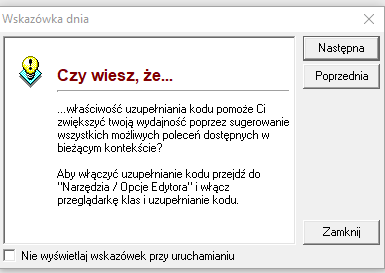 Wskazówka dnia
Czy wiesz, że...
...właściwość uzupełniania kodu pomoże Ci
zwiększyć twoją wydajność poprzez sugerowanie
wszystkich możliwych poleceń dostępnych w
bieżącym kontekście?
Aby włączyć uzupełnianie kodu przejdź do
"Narzędzia / Opcje Edytora" i włącz
przeglądarkę klas i uzupełnianie kodu.
Następna
Poprzednia
Zamknij
Nie wyświetlaj wskazówek przy uruchamianiu